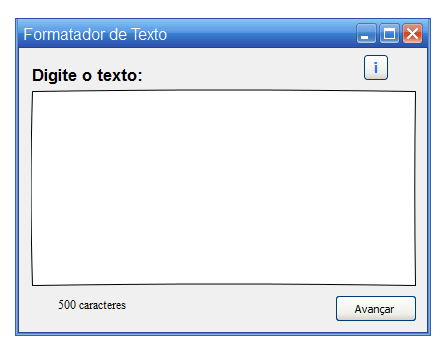 Formatador de Texto
Digite o texto:
i
500 caracteres
Avançar